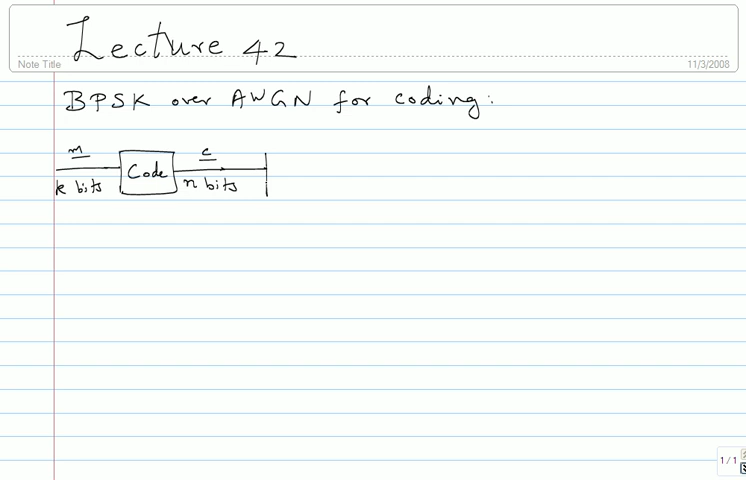 Lecture 42
Note Title
11/3/2008
BPSK over AWGN for coding:
m
c
Code
k bits
n bits
1/1